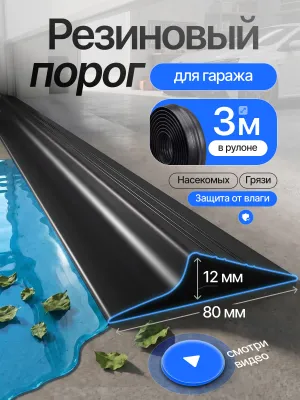 Резиновый
порог
для гаража
3м
в рулоне
Насекомых
Грязи
Защита от влаги
12 мм
80 мм
смотри
видео